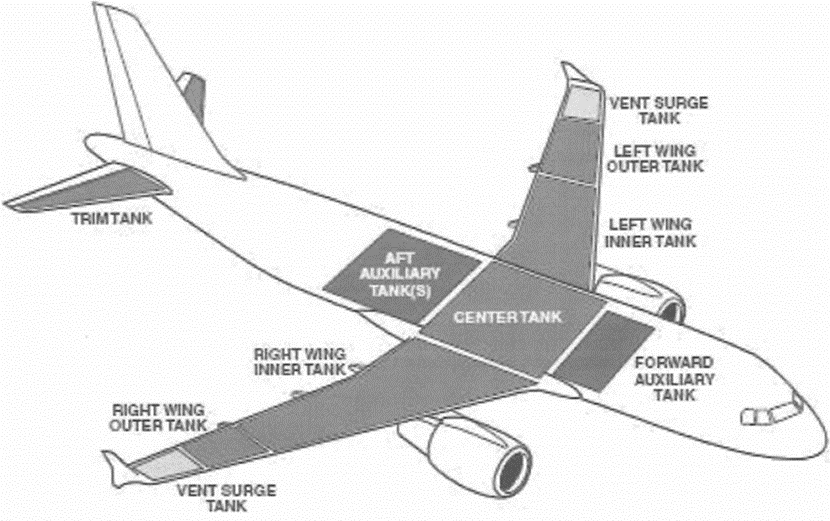 VENT SURGE
TANK
LEFT WING
OUTER TANK
TRIM TANK
LEFT WING
INNER TANK
AFT
AUXILIARY
TANK(S)
CENTER TANK
RIGHT WING
INNER TANK
FORWARD
AUXILIARY
TANK
RIGHT WING
OUTER TANK
VENT SURGE
TANK